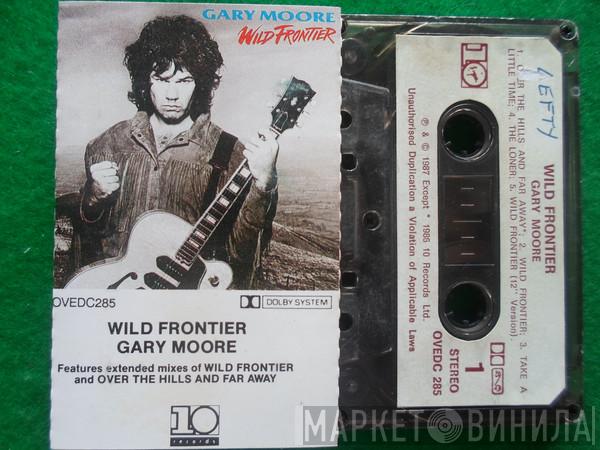 GARY MOORE
WILD FRONTIER
OVEDC285
DOLBY SYSTEM
WILD FRONTIER
GARY MOORE
Features extended mixes of WILD FRONTIER
and OVER THE HILLS AND FAR AWAY
10
records
10
LEFTY
WILD FRONTIER
GARY MOORE
1. OVER THE HILLS AND FAR AWAY*; 2. WILD FRONTIER; 3. TAKE A
LITTLE TIME; 4. THE LONER; 5. WILD FRONTIER (12" Version).
℗ & © 1987 Except * 1985 10 Records Ltd.
Unauthorised Duplication a Violation of Applicable Laws
1
STEREO
OVEDC 285
МАРКЕТ ВИНИЛА